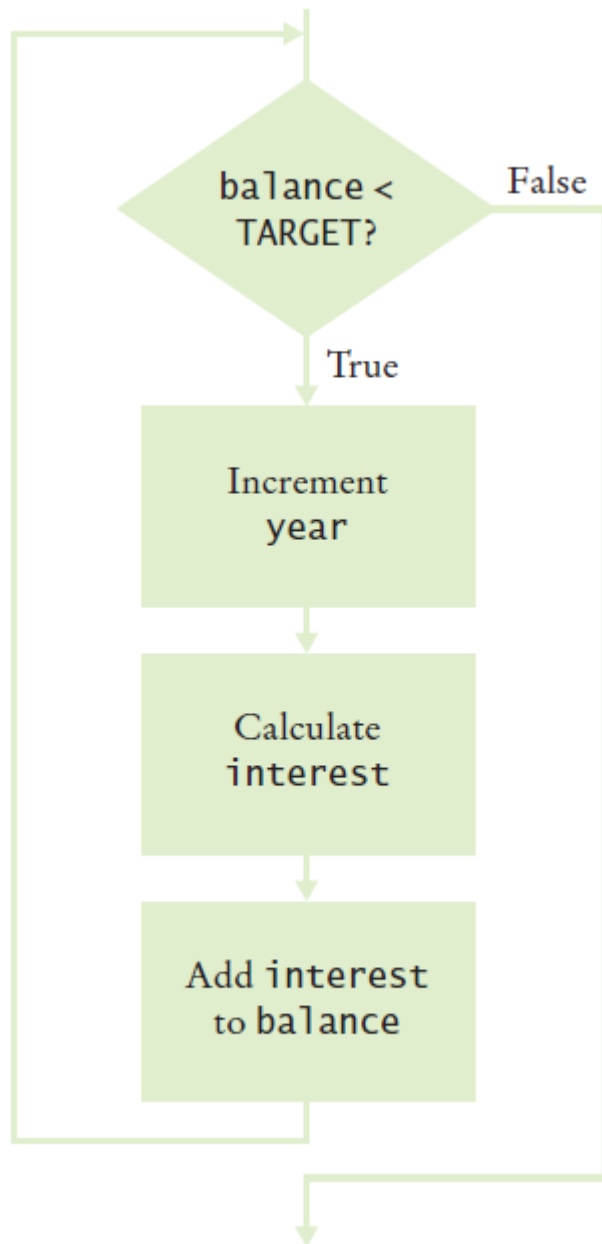 balance <
TARGET?
False
True
Increment
year
Calculate
interest
Add interest
to balance